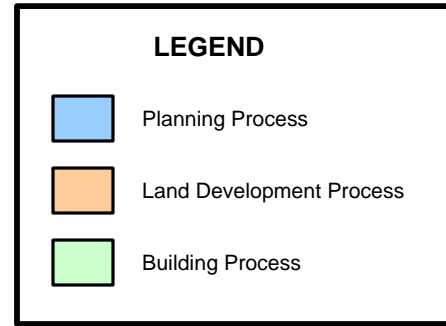 LEGEND
Planning Process
Land Development Process
Building Process